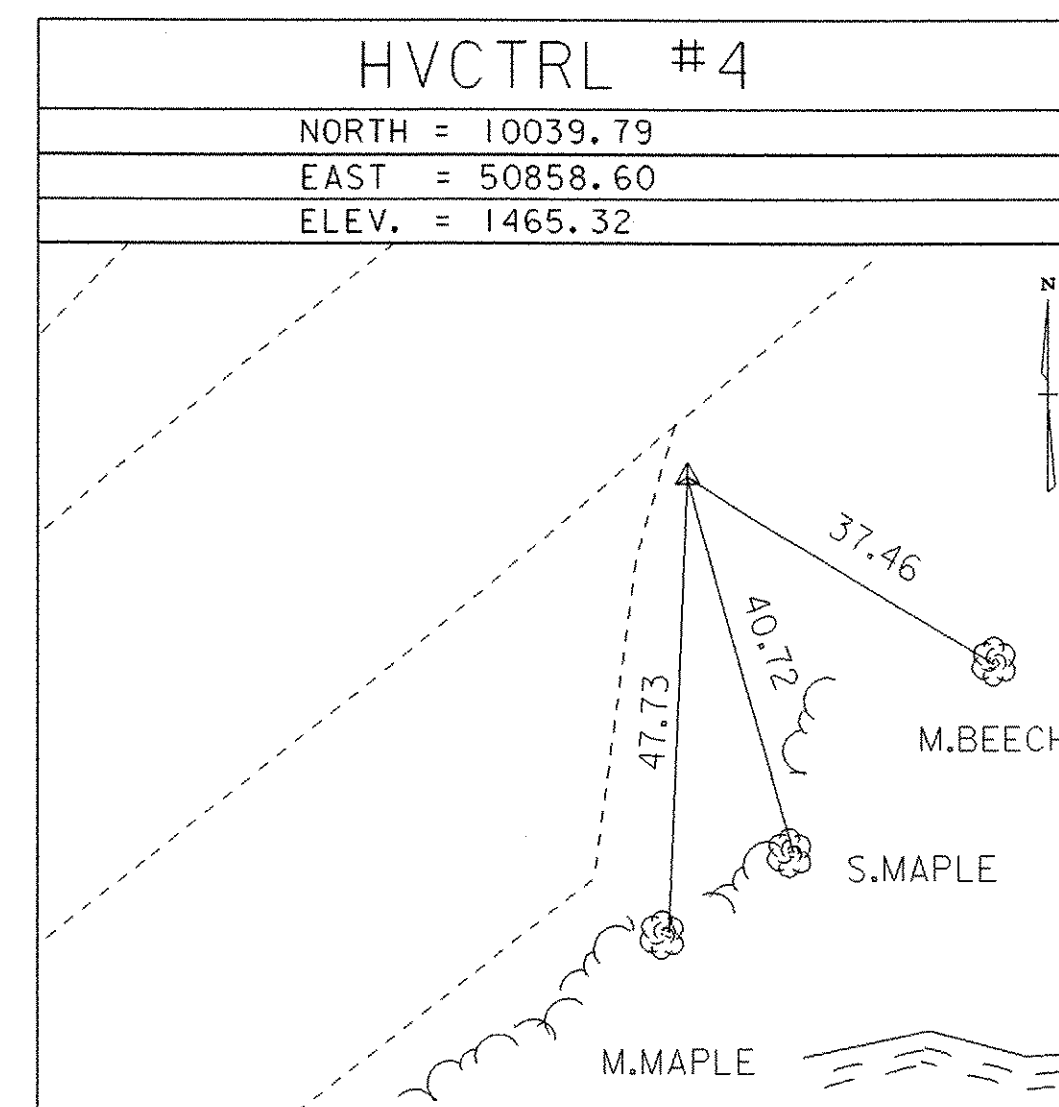 HVCTRL #4
NORTH = 10039.79
EAST = 50858.60
ELEV. = 1465.32
N
37.46
40.72
47.73
M.BEECH
S.MAPLE
M.MAPLE